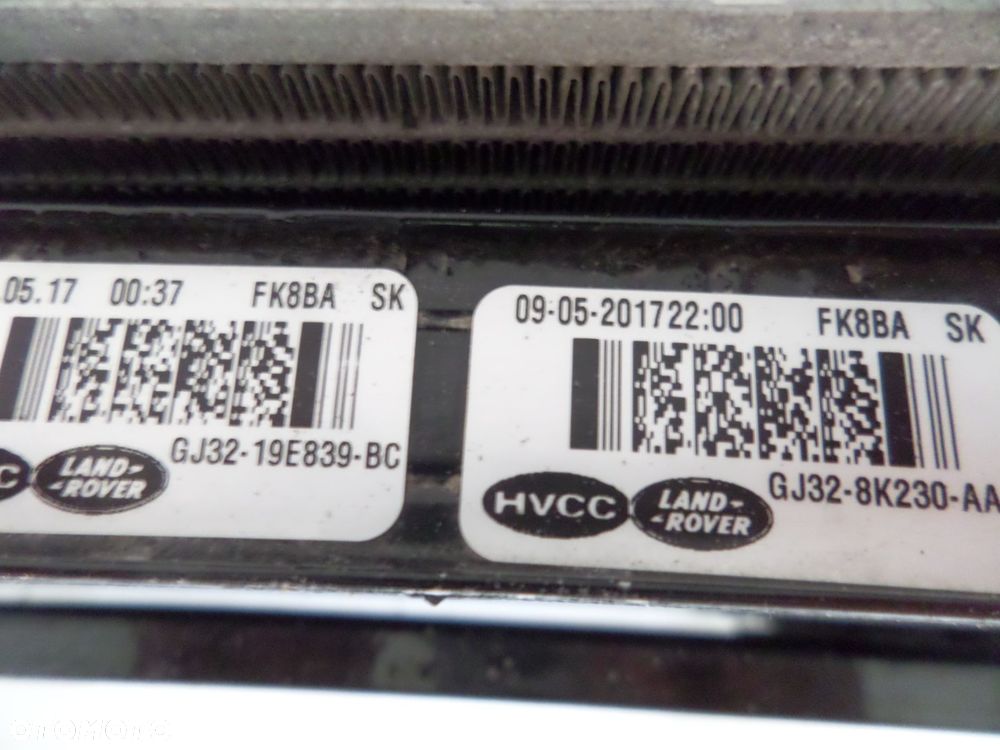 .05.17 00:37 FK8BA SK
GJ32-19E839-BC
C LAND-
-ROVER
09-05-201722:00 FK8BA SK
GJ32-8K230-AA
HVCC LAND-
-ROVER
OTOMOTO